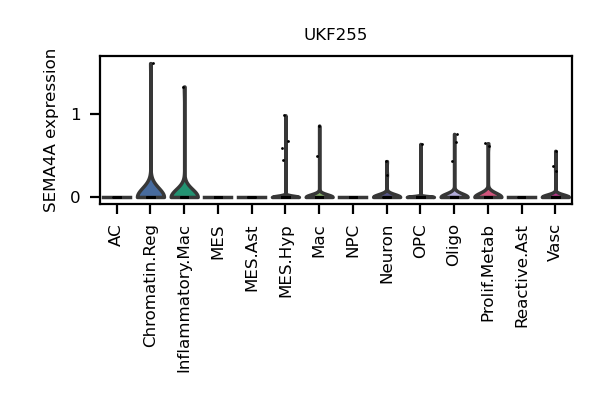 UKF255
SEMA4A expression
1
0
AC
Chromatin.Reg
Inflammatory.Mac
MES
MES.Ast
MES.Hyp
Mac
NPC
Neuron
OPC
Oligo
Prolif.Metab
Reactive.Ast
Vasc